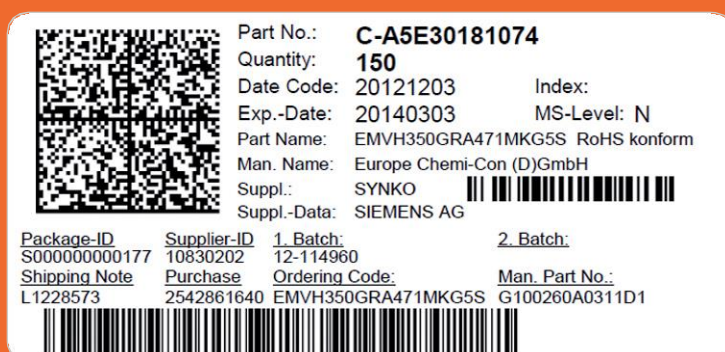 Part No.: C-A5E30181074
Quantity: 150
Date Code: 20121203 Index:
Exp.-Date: 20140303 MS-Level: N
Part Name: EMVH350GRA471MKG5S RoHS konform
Man. Name: Europe Chemi-Con (D)GmbH
Suppl.: SYNKO
Suppl.-Data: SIEMENS AG
Package-ID Supplier-ID 1. Batch: 2. Batch:
S000000000177 10830202 12-114960
Shipping Note Purchase Ordering Code: Man. Part No.:
L1228573 2542861640 EMVH350GRA471MKG5S G100260A0311D1